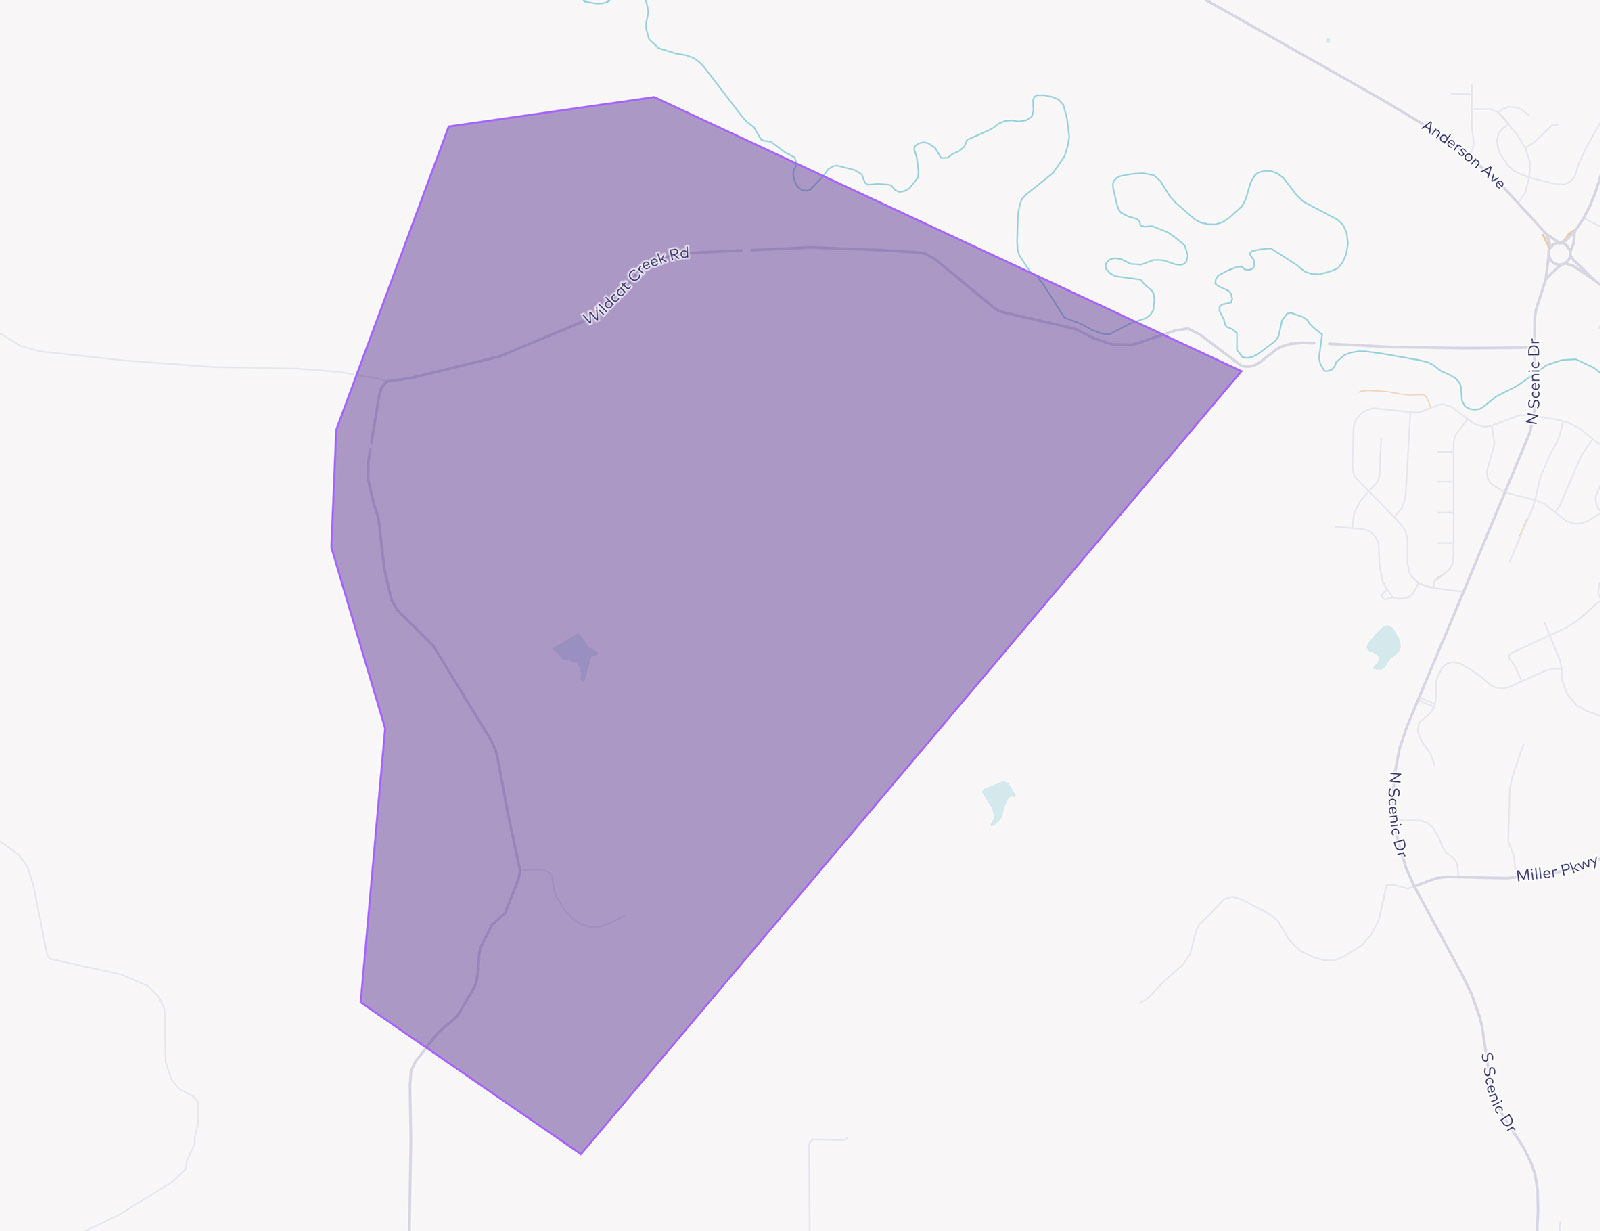 Anderson Ave
Wildcat Creek Rd
N Scenic Dr
N Scenic Dr
Miller Pkwy
S Scenic Dr